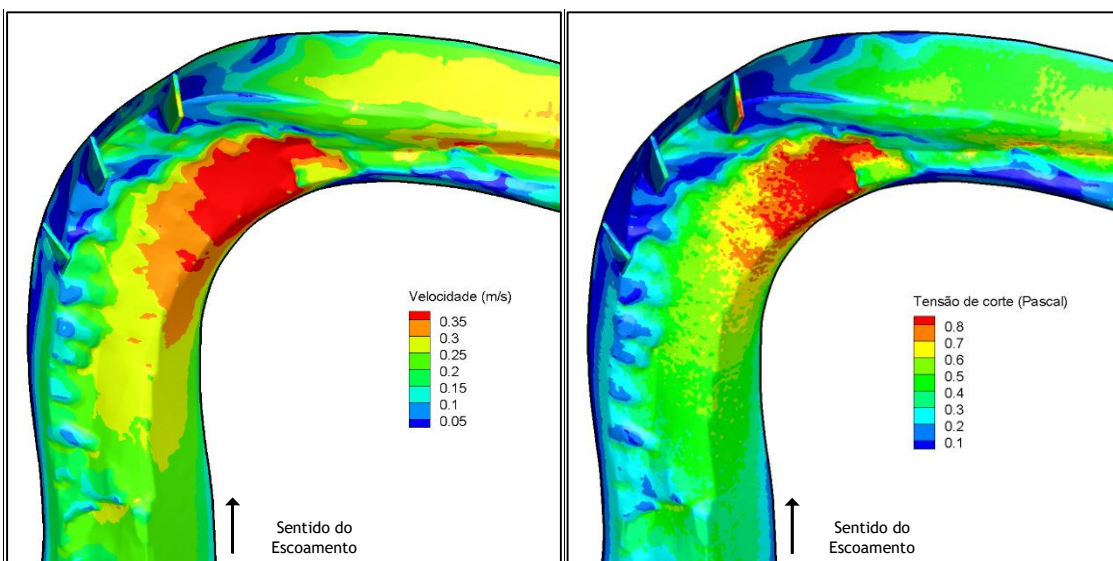 Velocidade (m/s)
0.35
0.3
0.25
0.2
0.15
0.1
0.05
Sentido do
Escoamento
Tensão de corte (Pascal)
0.8
0.7
0.6
0.5
0.4
0.3
0.2
0.1
Sentido do
Escoamento